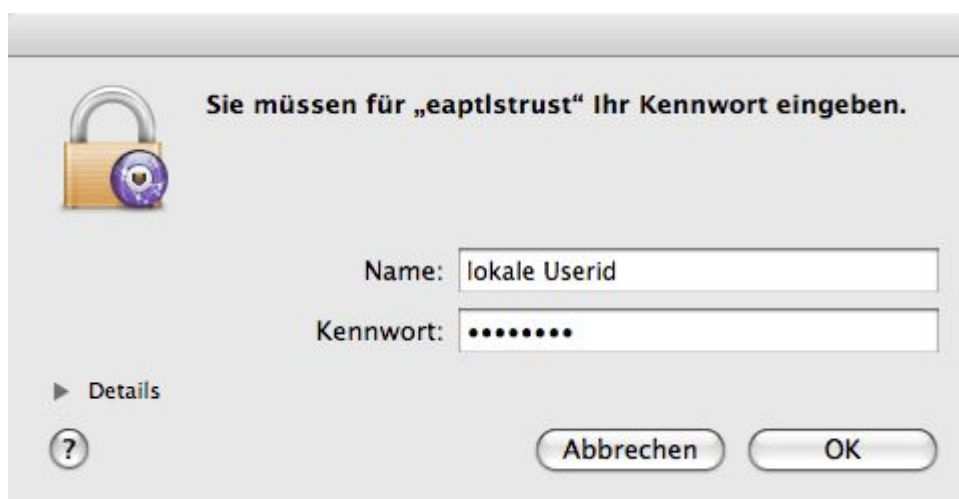 Sie müssen für „eaptlstrust“ Ihr Kennwort eingeben.
Name: lokale Userid
Kennwort: ••••••••
Details
?
Abbrechen OK